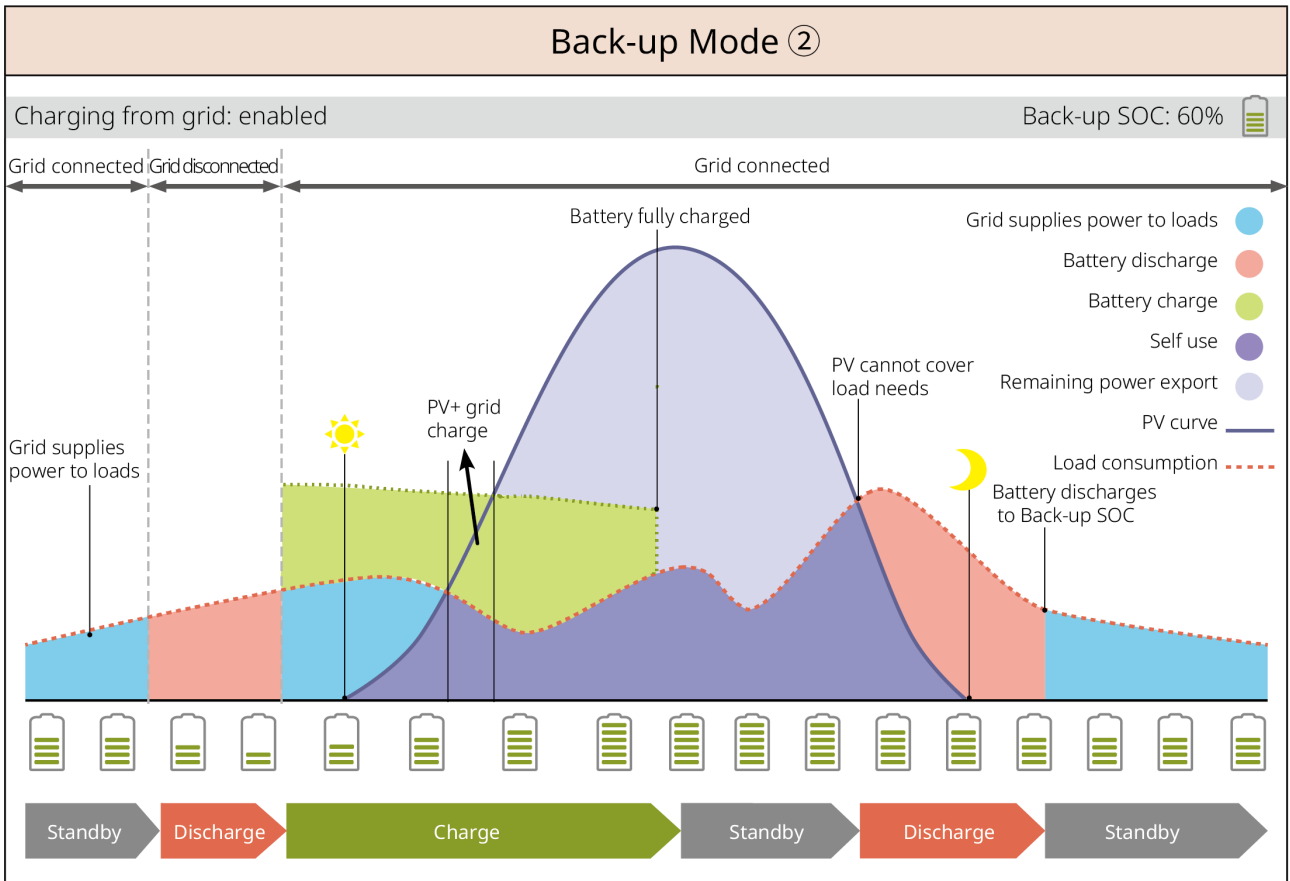 Back-up Mode ②
Charging from grid: enabled
Back-up SOC: 60%
Grid connected
Grid disconnected
Grid connected
Battery fully charged
Grid supplies power to loads
Battery discharge
Battery charge
Self use
Remaining power export
PV curve
Load consumption
PV cannot cover
load needs
PV+ grid
charge
Grid supplies
power to loads
Battery discharges
to Back-up SOC
Standby
Discharge
Charge
Standby
Discharge
Standby